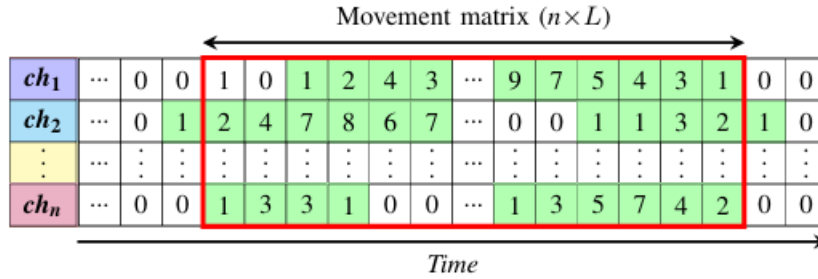 Movement matrix (n×L)
ch₁ ... 0 0 1 0 1 2 4 3 ... 9 7 5 4 3 1 0 0
ch₂ ... 0 1 2 4 7 8 6 7 ... 0 0 1 1 3 2 1 0
⋮ ... ⋮ ⋮ ⋮ ⋮ ⋮ ⋮ ⋮ ⋮ ... ⋮ ⋮ ⋮ ⋮ ⋮ ⋮ ⋮ ⋮
chₙ ... 0 0 1 3 3 1 0 0 ... 1 3 5 7 4 2 0 0
Time